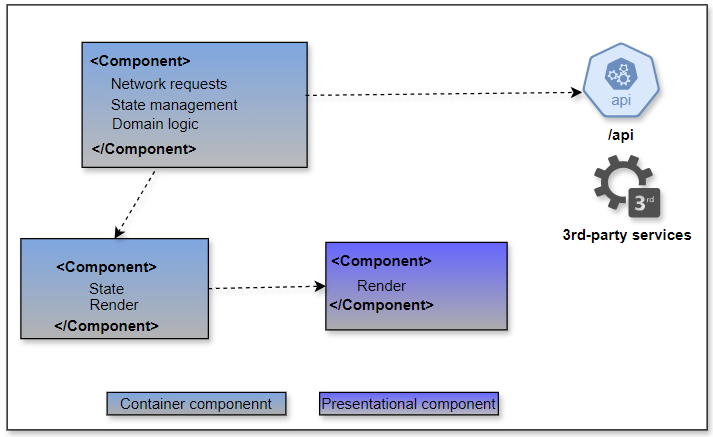 <Component>
Network requests
State management
Domain logic
</Component>
api
/api
3rd
3rd-party services
<Component>
State
Render
</Component>
<Component>
Render
</Component>
Container componennt
Presentational component